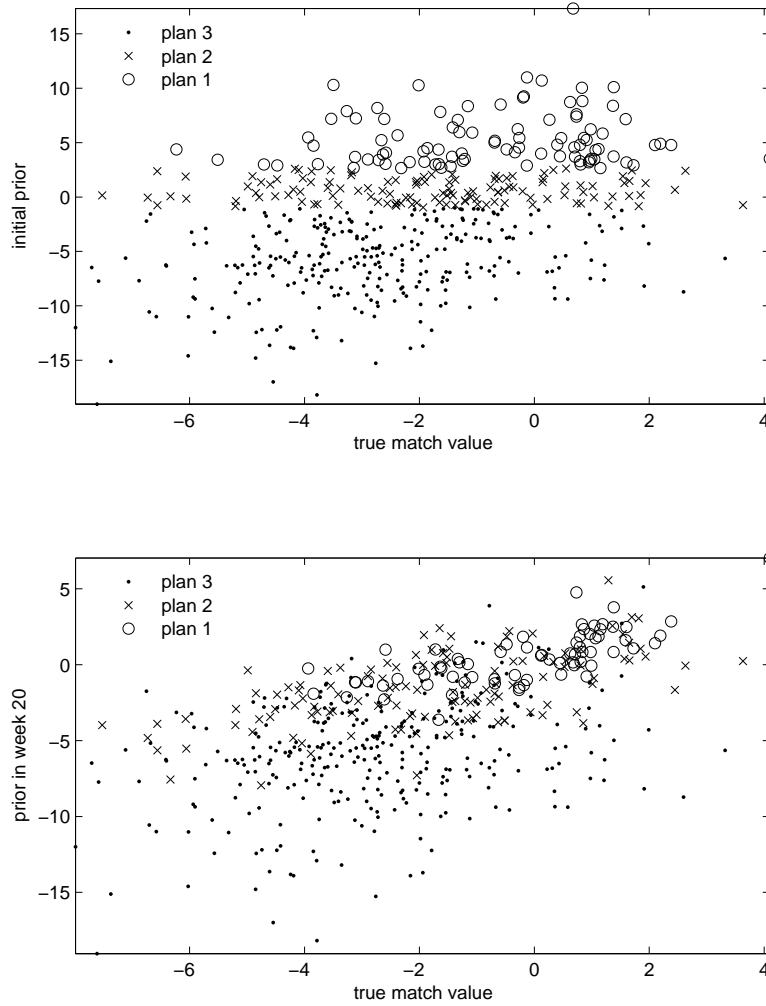 15
10
5
0
−5
−10
−15
initial prior
plan 3
plan 2
plan 1
−6 −4 −2 0 2 4
true match value
5
0
−5
−10
−15
prior in week 20
plan 3
plan 2
plan 1
−6 −4 −2 0 2 4
true match value